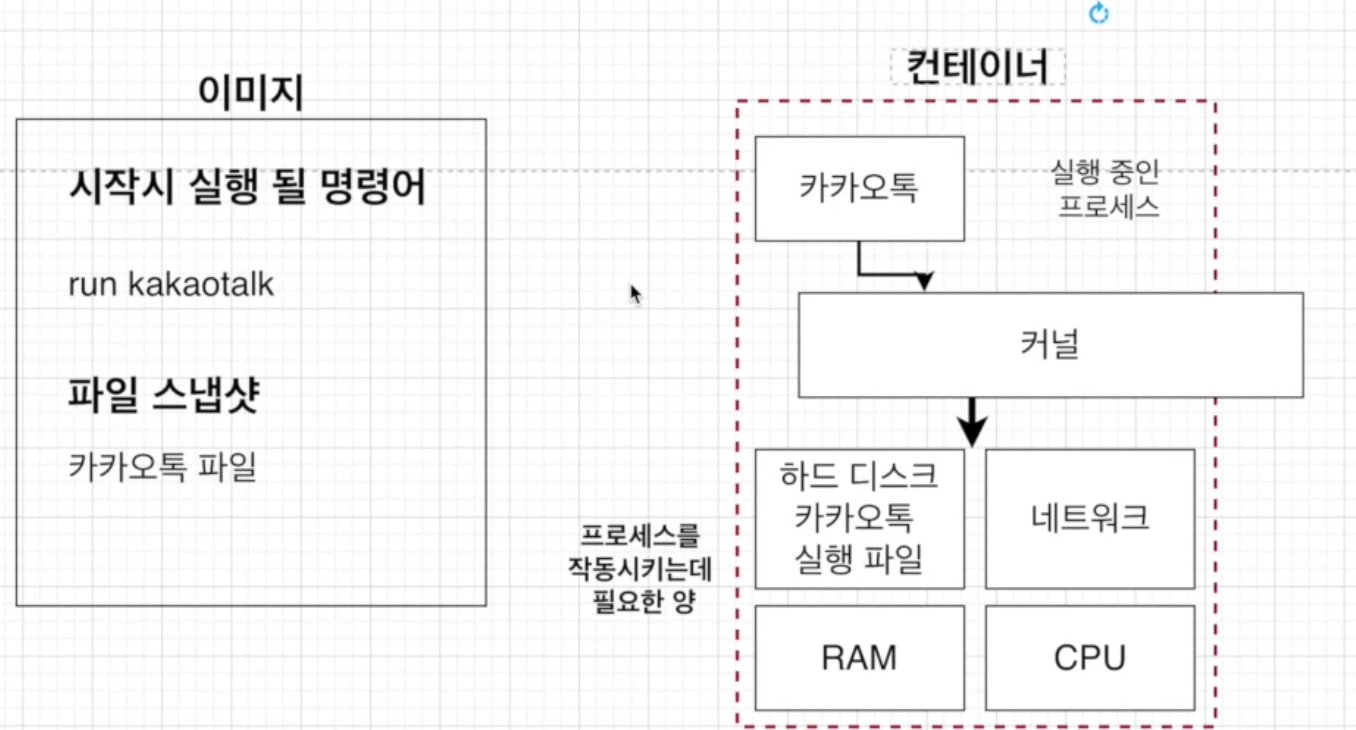 이미지
시작시 실행 될 명령어
run kakaotalk
파일 스냅샷
카카오톡 파일
컨테이너
카카오톡
실행 중인
프로세스
커널
하드 디스크
카카오톡
실행 파일
네트워크
프로세스를
작동시키는데
필요한 양
RAM
CPU